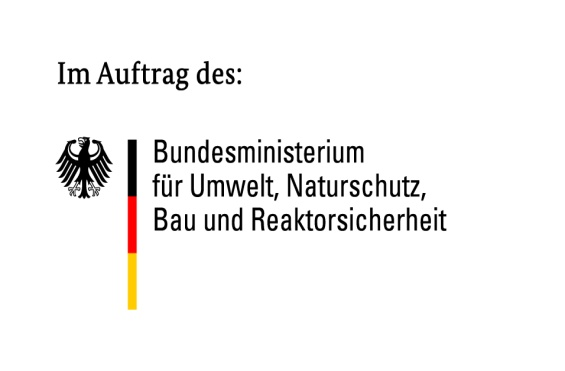 Im Auftrag des:
Bundesministerium
für Umwelt, Naturschutz,
Bau und Reaktorsicherheit